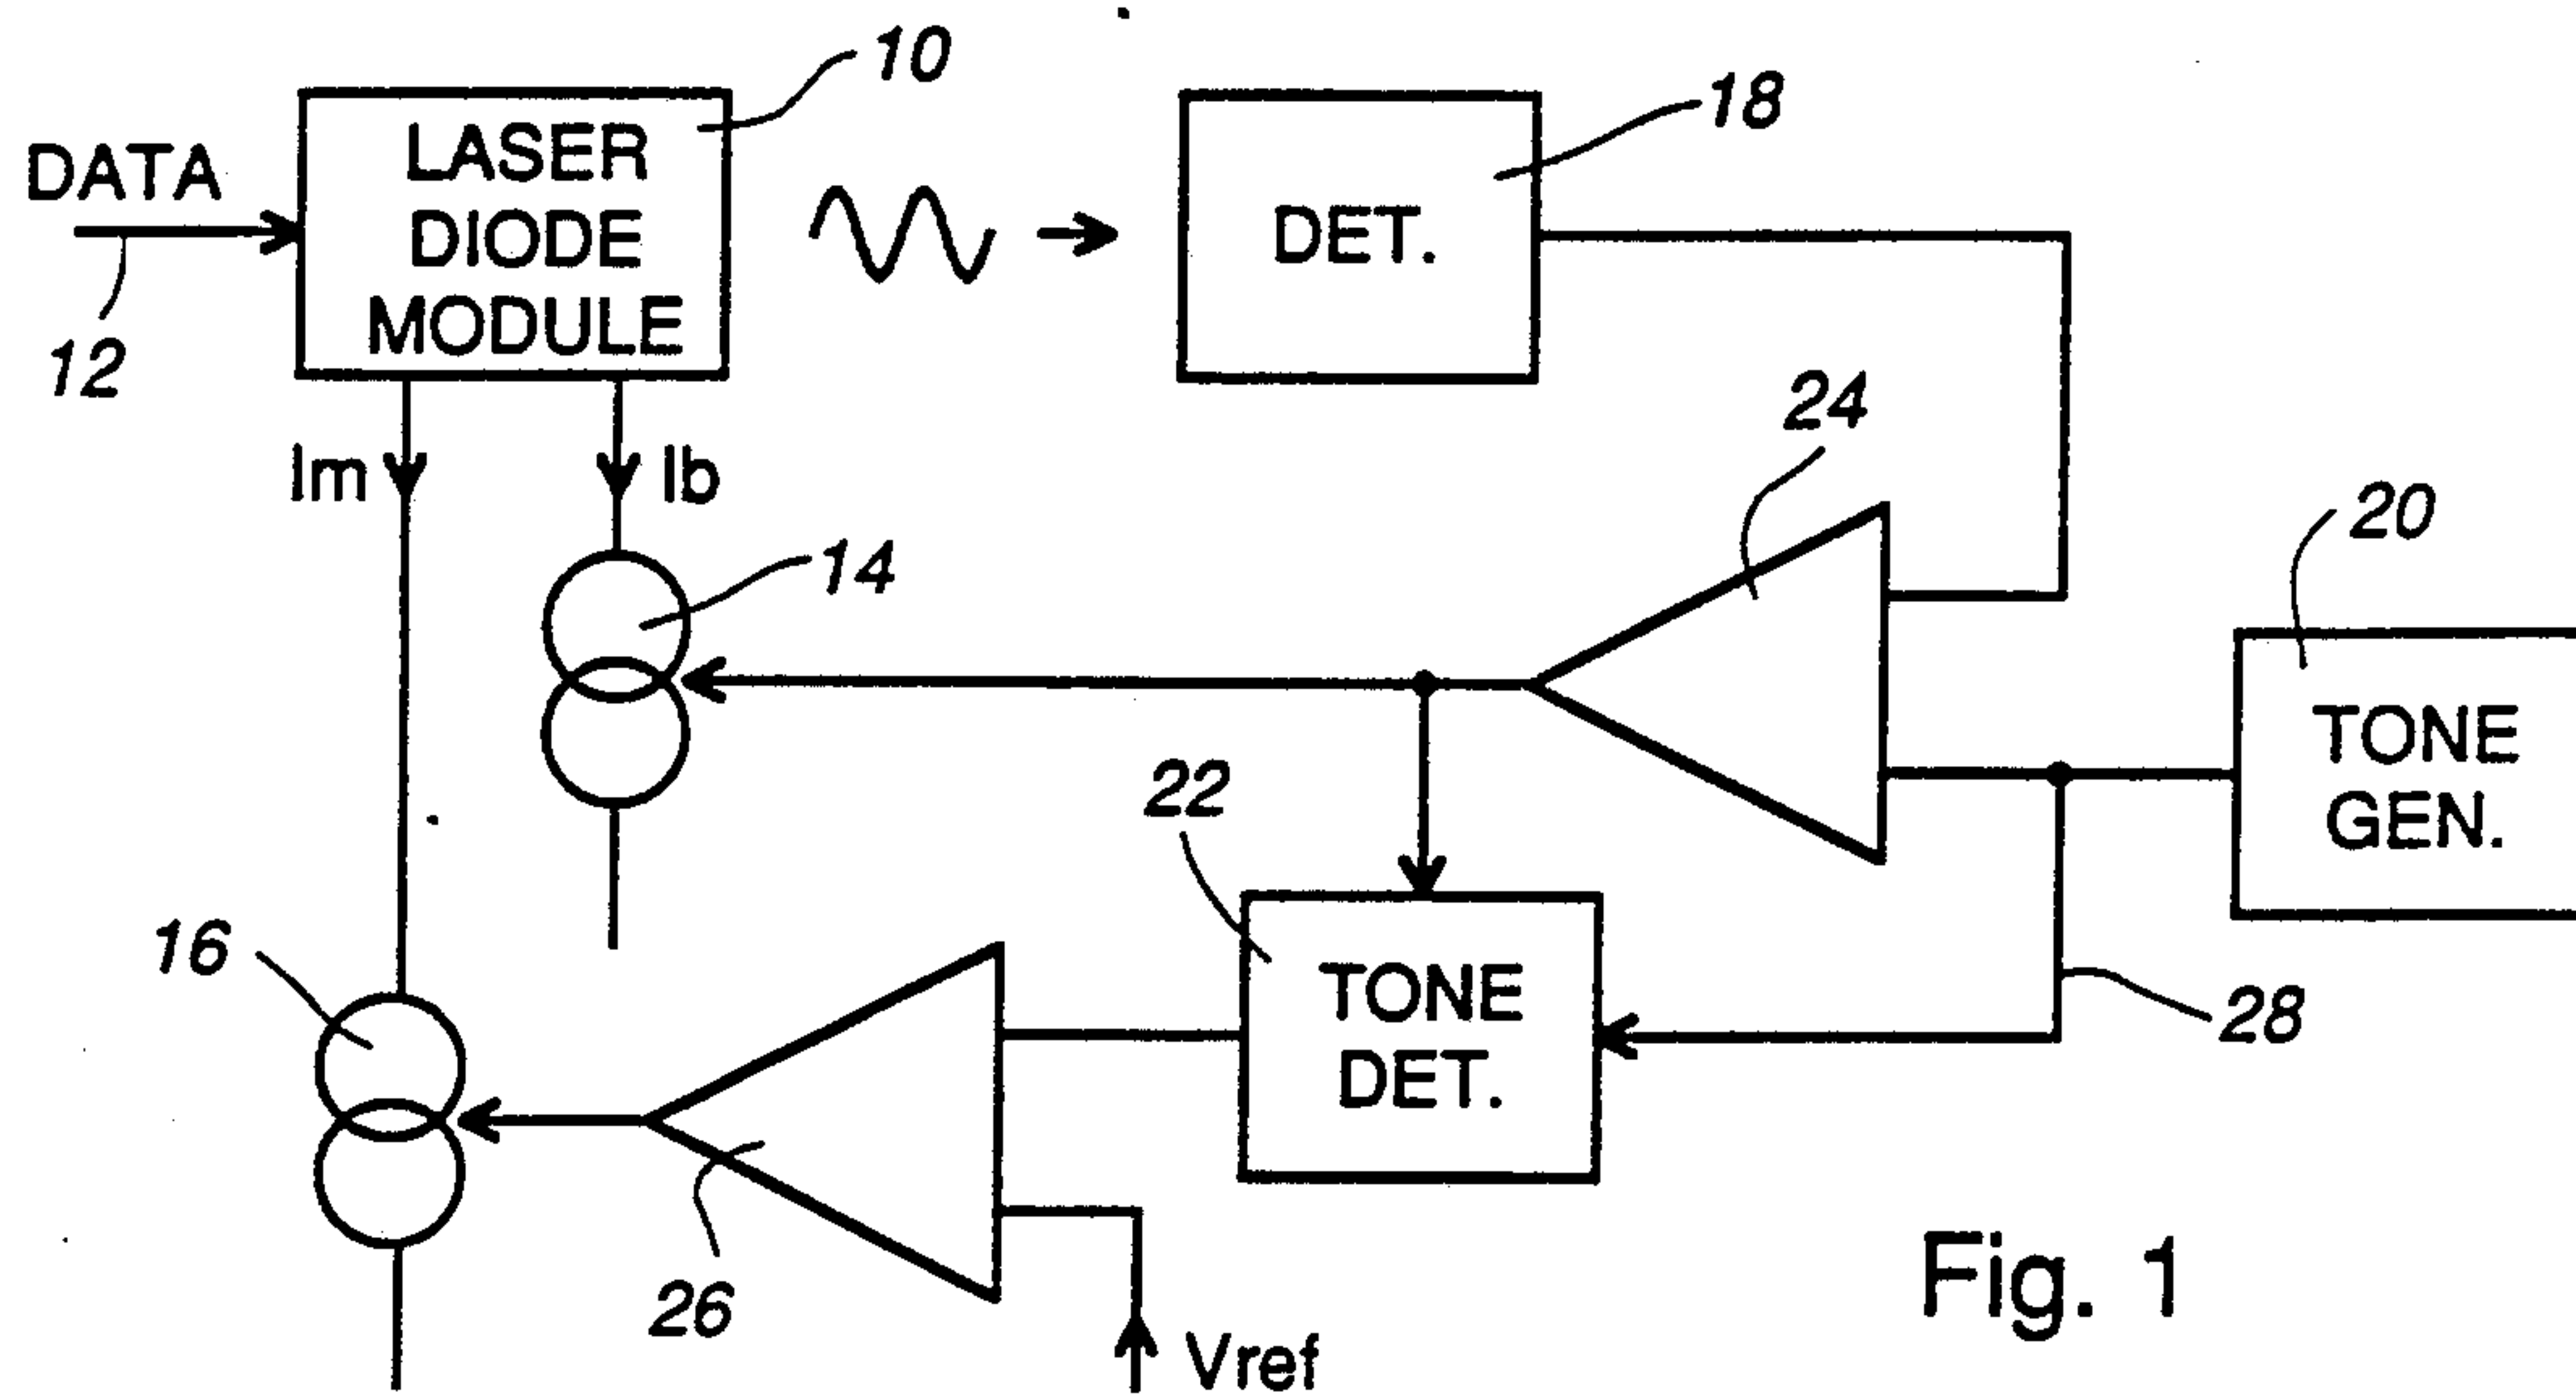 10
DATA
12
LASER
DIODE
MODULE
18
DET.
Im
Ib
24
14
20
TONE
GEN.
22
TONE
DET.
16
28
26
Vref
Fig. 1